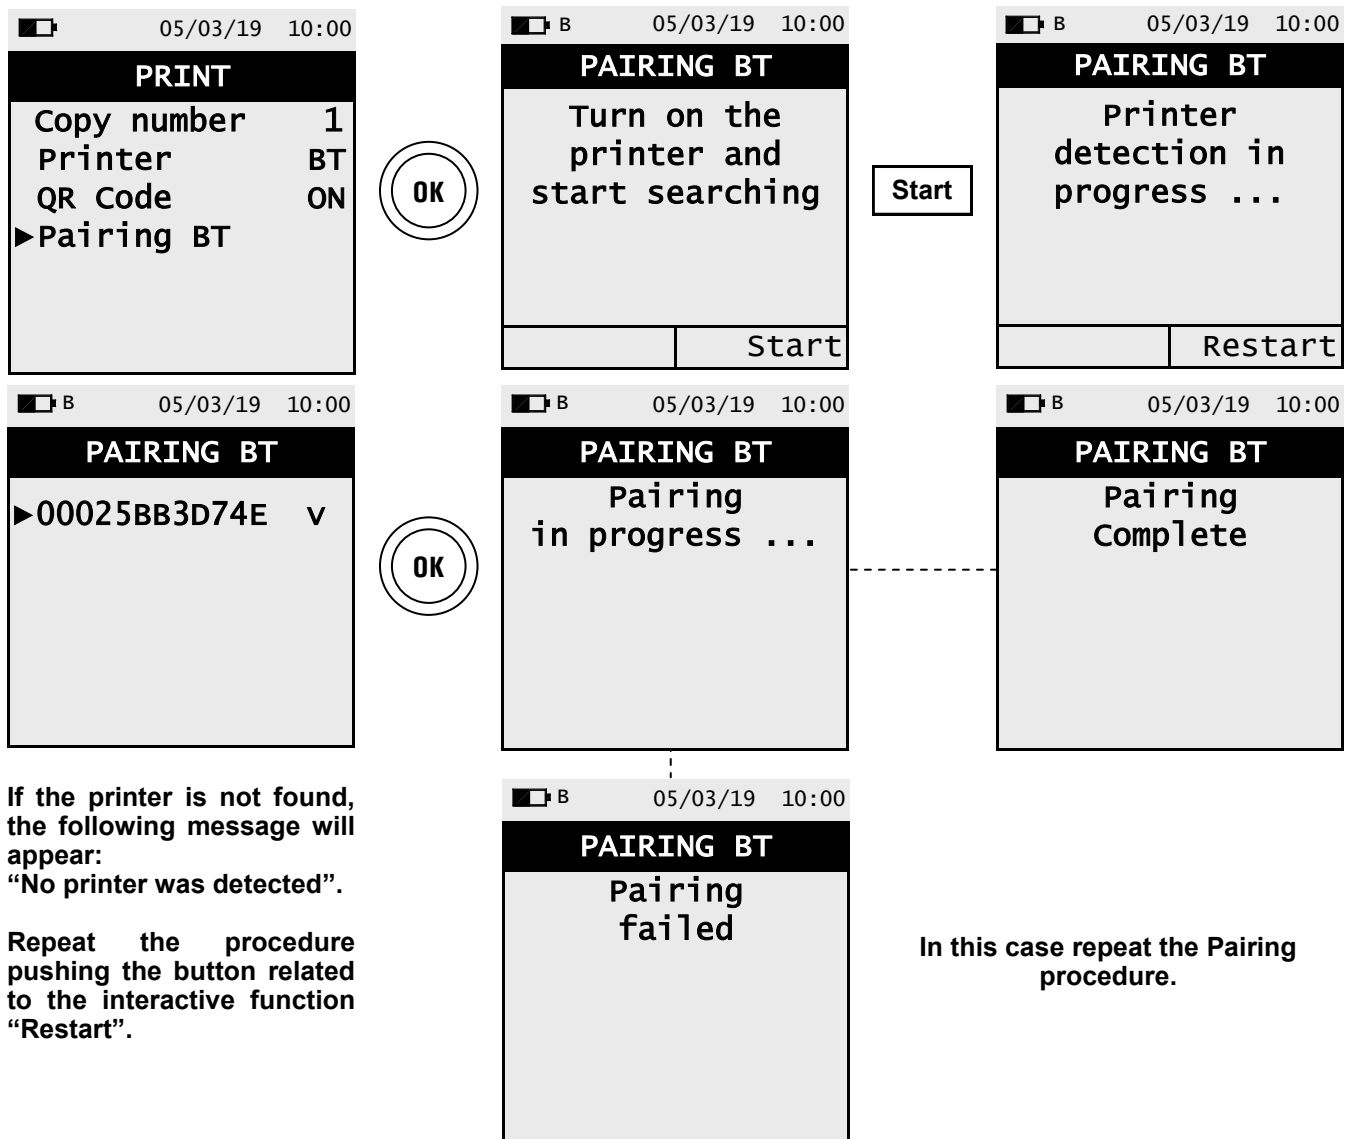 05/03/19 10:00
PRINT
Copy number 1
Printer BT
QR Code ON
►Pairing BT
OK
B 05/03/19 10:00
PAIRING BT
Turn on the
printer and
start searching
Start
Start
B 05/03/19 10:00
PAIRING BT
Printer
detection in
progress ...
Restart
B 05/03/19 10:00
PAIRING BT
►00025BB3D74E v
OK
B 05/03/19 10:00
PAIRING BT
Pairing
in progress ...
B 05/03/19 10:00
PAIRING BT
Pairing
Complete
If the printer is not found,
the following message will
appear:
“No printer was detected”.
Repeat the procedure
pushing the button related
to the interactive function
“Restart”.
B 05/03/19 10:00
PAIRING BT
Pairing
failed
In this case repeat the Pairing
procedure.